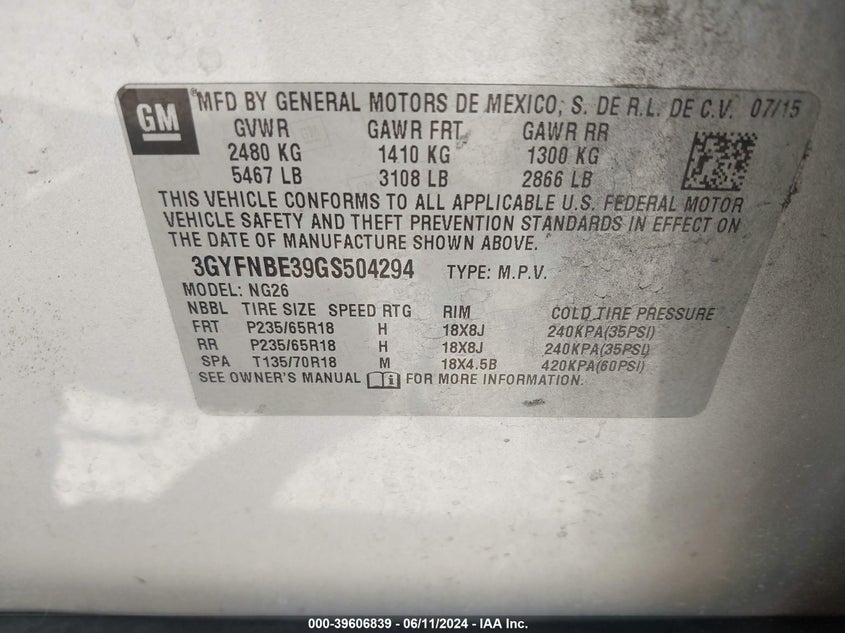 GM
MFD BY GENERAL MOTORS DE MEXICO, S. DE R.L. DE C.V. 07/15
GVWR GAWR FRT GAWR RR
2480 KG 1410 KG 1300 KG
5467 LB 3108 LB 2866 LB
THIS VEHICLE CONFORMS TO ALL APPLICABLE U.S. FEDERAL MOTOR
VEHICLE SAFETY AND THEFT PREVENTION STANDARDS IN EFFECT ON
THE DATE OF MANUFACTURE SHOWN ABOVE.
3GYFNBE39GS504294 TYPE: M.P.V.
MODEL: NG26
NBBL TIRE SIZE SPEED RTG RIM COLD TIRE PRESSURE
FRT P235/65R18 H 18X8J 240KPA(35PSI)
RR P235/65R18 H 18X8J 240KPA(35PSI)
SPA T135/70R18 M 18X4.5B 420KPA(60PSI)
SEE OWNER'S MANUAL FOR MORE INFORMATION.
000-39606839 - 06/11/2024 - IAA Inc.